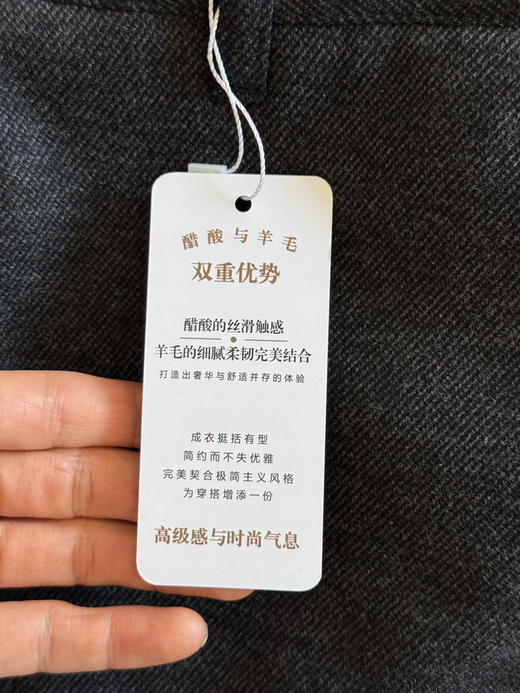 醋酸与羊毛
双重优势
醋酸的丝滑触感
羊毛的细腻柔韧完美结合
打造出奢华与舒适并存的体验
成衣挺括有型
简约而不失优雅
完美契合极简主义风格
为穿搭增添一份
高级感与时尚气息